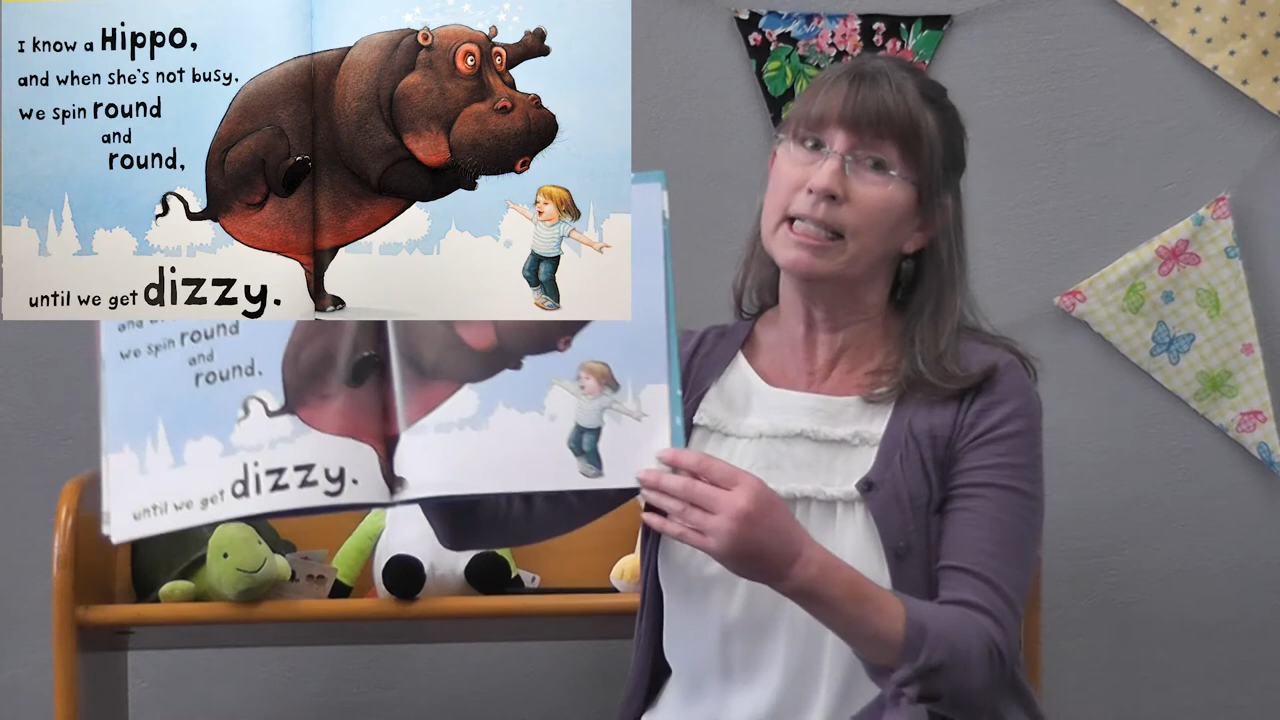 I know a Hippo,
and when she's not busy,
we spin round
and
round,
until we get dizzy.
we spin round
and
round.
until we get dizzy.